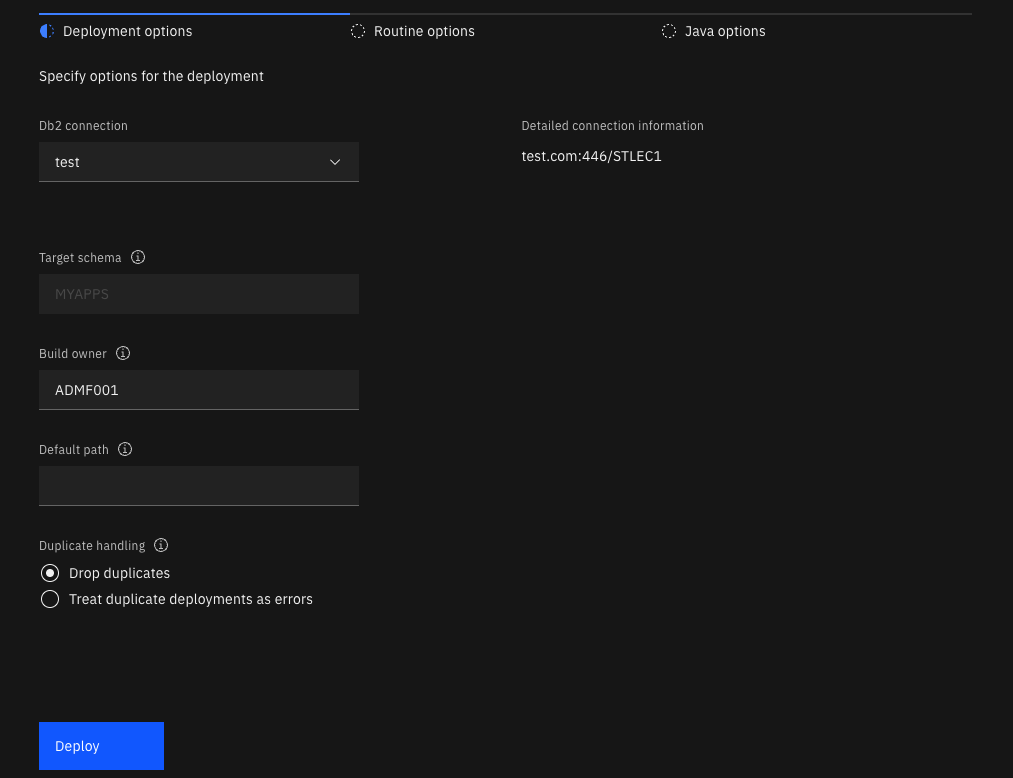 Deployment options
Routine options
Java options
Specify options for the deployment
Db2 connection
Detailed connection information
test
test.com:446/STLEC1
Target schema
MYAPPS
Build owner
ADMF001
Default path
Duplicate handling
Drop duplicates
Treat duplicate deployments as errors
Deploy